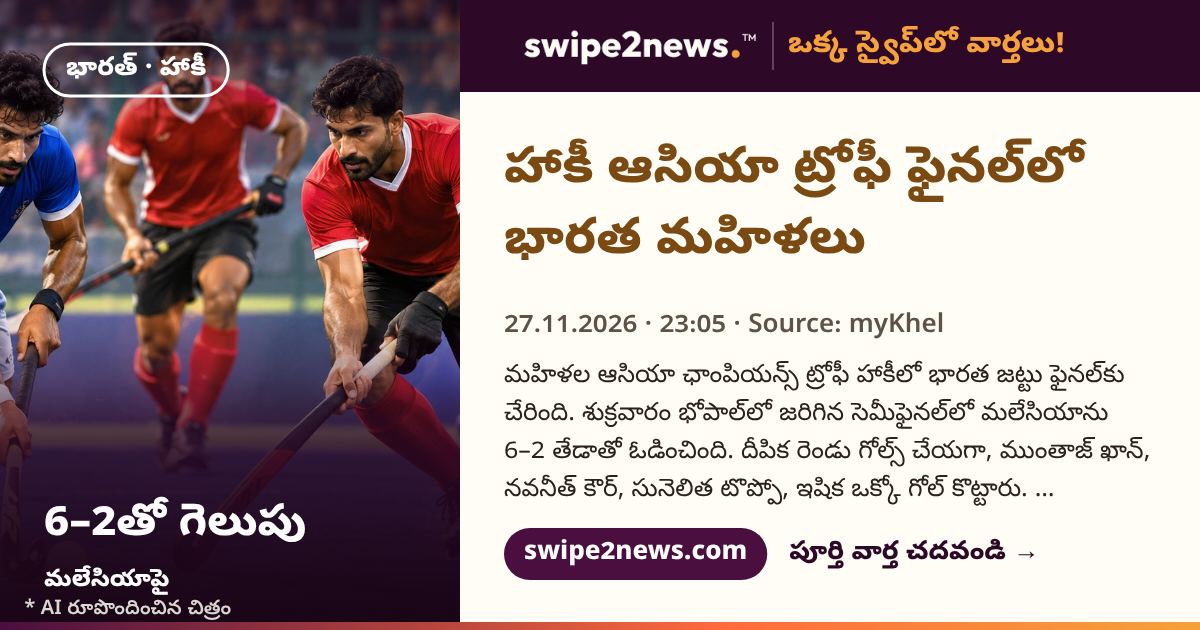 భారత్ · హాకీ
6–2తో గెలుపు
మలేసియాపై
* AI రూపొందించిన చిత్రం
swipe2news.™ ఒక్క స్వైప్‌లో వార్తలు!
హాకీ ఆసియా ట్రోఫీ ఫైనల్‌లో
భారత మహిళలు
27.11.2026 · 23:05 · Source: myKhel
మహిళల ఆసియా ఛాంపియన్స్ ట్రోఫీ హాకీలో భారత జట్టు ఫైనల్‌కు
చేరింది. శుక్రవారం భోపాల్‌లో జరిగిన సెమీఫైనల్‌లో మలేసియాను
6–2 తేడాతో ఓడించింది. దీపిక రెండు గోల్స్ చేయగా, ముంతాజ్ ఖాన్,
నవనీత్ కౌర్, సునెలిత టొప్పో, ఇషిక ఒక్కో గోల్ కొట్టారు. ...
swipe2news.com పూర్తి వార్త చదవండి →